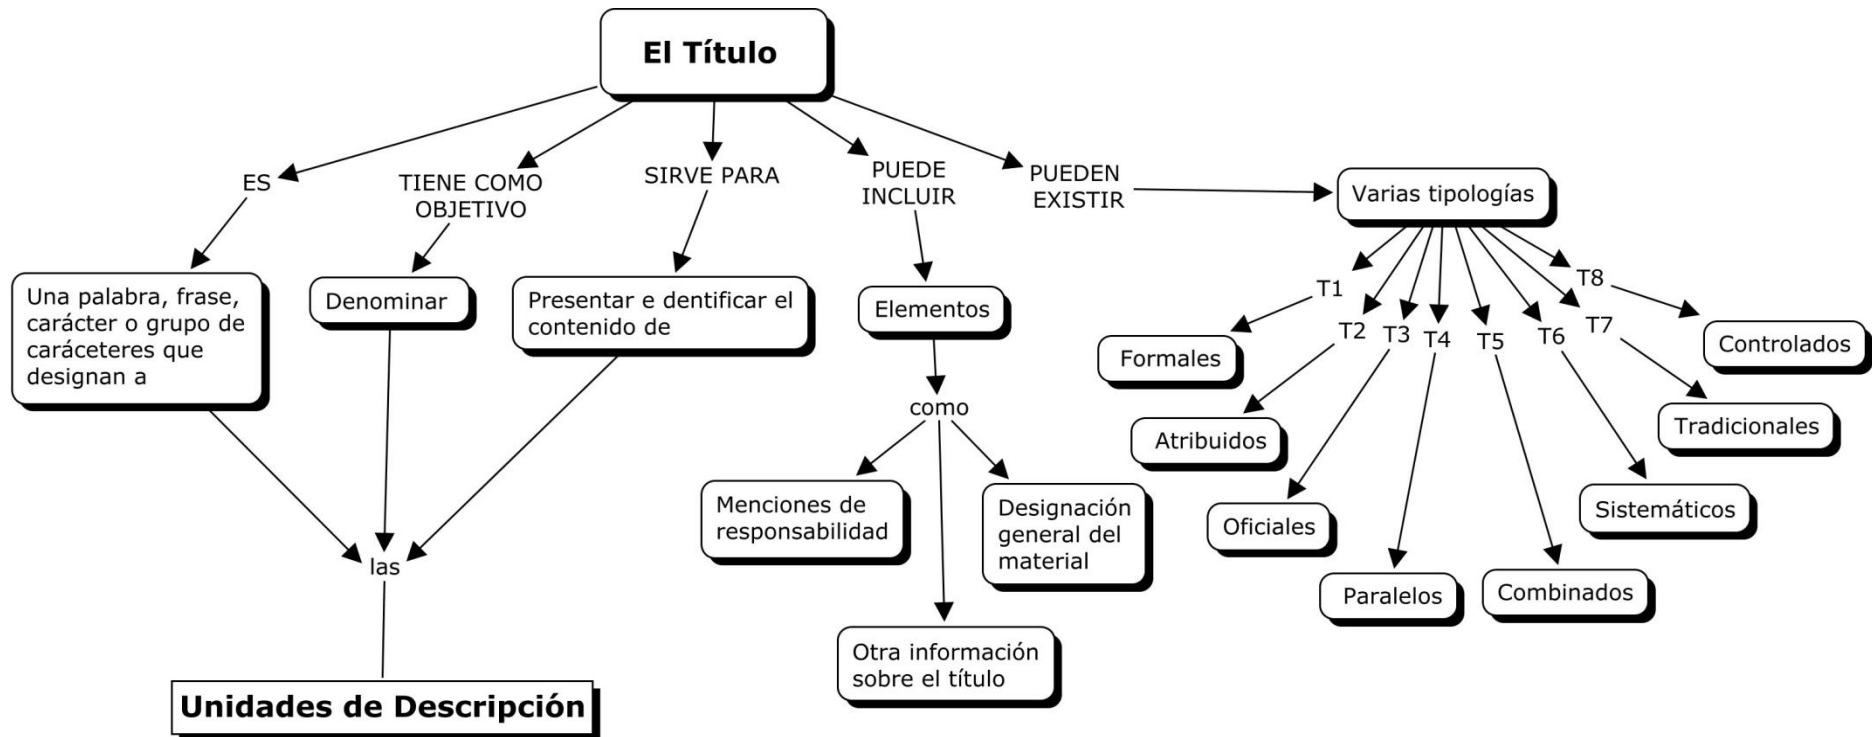 El Título
ES
TIENE COMO
OBJETIVO
SIRVE PARA
PUEDE
INCLUIR
PUEDEN
EXISTIR
Varias tipologías
Una palabra, frase,
carácter o grupo de
caráceteres que
designan a
Denominar
Presentar e dentificar el
contenido de
Elementos
T1
T2
T3
T4
T5
T6
T7
T8
Formales
Atribuidos
Oficiales
Paralelos
Combinados
Sistemáticos
Tradicionales
Controlados
como
Menciones de
responsabilidad
Designación
general del
material
Otra información
sobre el título
las
Unidades de Descripción